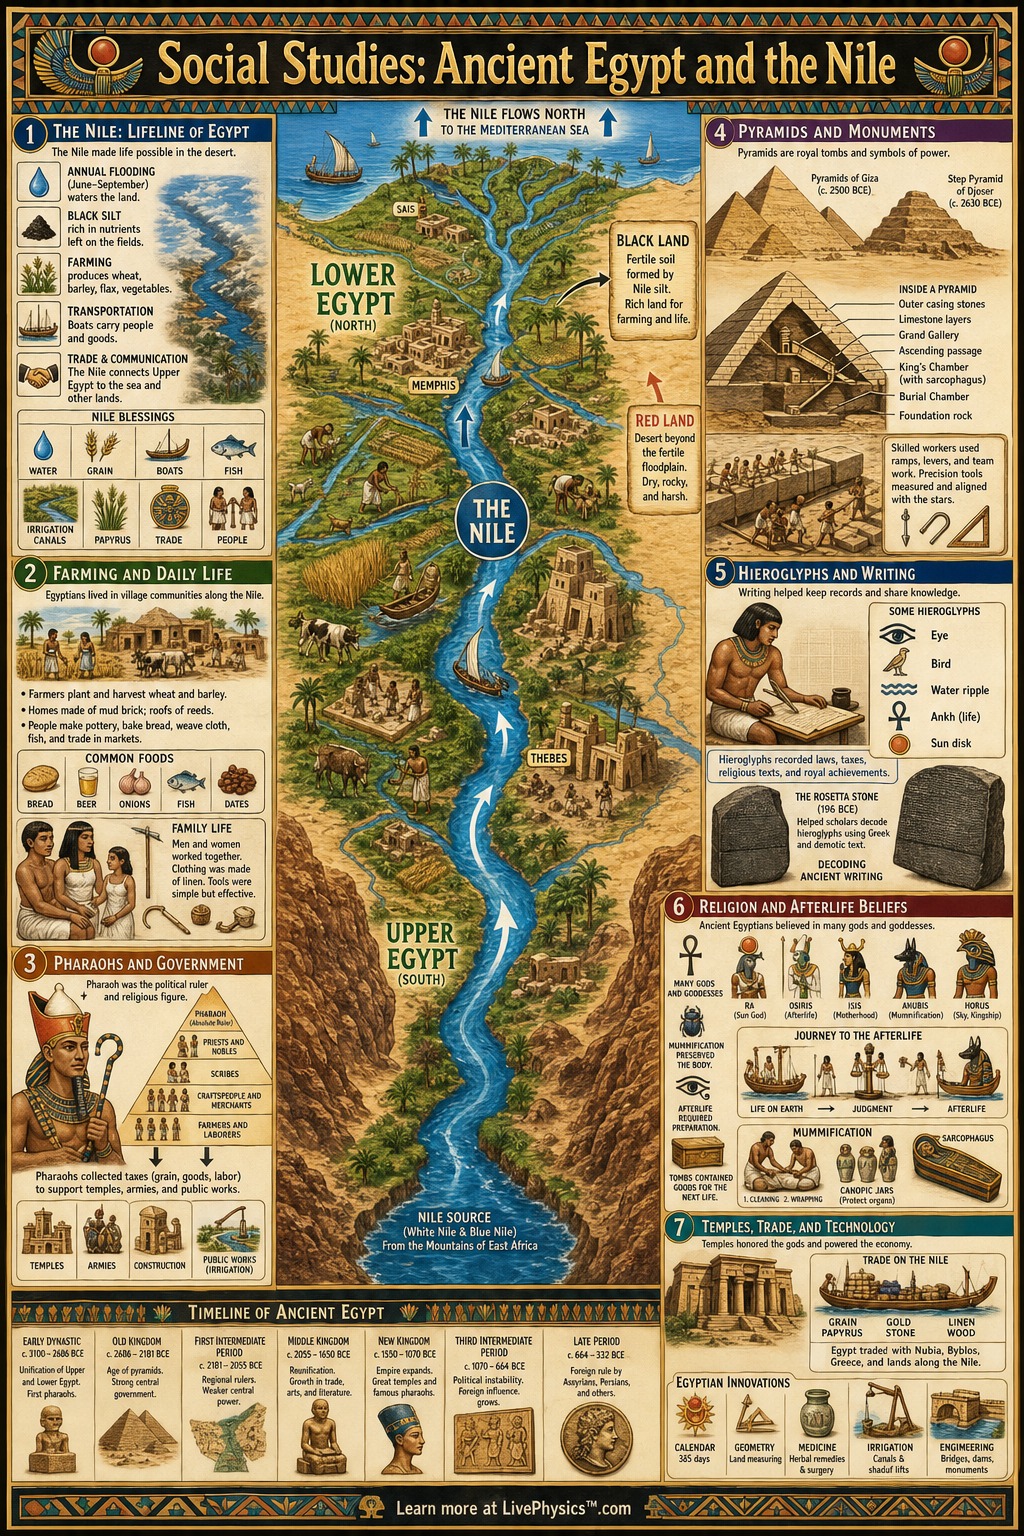 Social Studies: Ancient Egypt and the Nile
THE NILE FLOWS NORTH
TO THE MEDITERRANEAN SEA
1 THE NILE: LIFELINE OF EGYPT
The Nile made life possible in the desert.
ANNUAL FLOODING
(June–September)
waters the land.
BLACK SILT
rich in nutrients
left on the fields.
FARMING
produces wheat,
barley, flax, vegetables.
TRANSPORTATION
Boats carry people
and goods.
TRADE & COMMUNICATION
The Nile connects Upper
Egypt to the sea and
other lands.
NILE BLESSINGS
WATER
GRAIN
BOATS
FISH
IRRIGATION
CANALS
PAPYRUS
TRADE
PEOPLE
2 FARMING AND DAILY LIFE
Egyptians lived in village communities along the Nile.
• Farmers plant and harvest wheat and barley.
• Homes made of mud brick; roofs of reeds.
• People make pottery, bake bread, weave cloth,
fish, and trade in markets.
COMMON FOODS
BREAD
BEER
ONIONS
FISH
DATES
FAMILY LIFE
Men and women
worked together.
Clothing was made
of linen. Tools were
simple but effective.
3 PHARAOHS AND GOVERNMENT
Pharaoh was the political ruler
and religious figure.
PHARAOH
(Absolute Ruler)
PRIESTS AND
NOBLES
SCRIBES
CRAFTSPEOPLE AND
MERCHANTS
FARMERS AND
LABORERS
Pharaohs collected taxes (grain, goods, labor)
to support temples, armies, and public works.
TEMPLES
ARMIES
CONSTRUCTION
PUBLIC WORKS
(IRRIGATION)
SAIS
LOWER
EGYPT
(NORTH)
MEMPHIS
BLACK LAND
Fertile soil
formed by
Nile silt.
Rich land for
farming and life.
RED LAND
Desert beyond
the fertile
floodplain.
Dry, rocky,
and harsh.
THE
NILE
THEBES
UPPER
EGYPT
(SOUTH)
NILE SOURCE
(White Nile & Blue Nile)
From the Mountains of East Africa
4 PYRAMIDS AND MONUMENTS
Pyramids are royal tombs and symbols of power.
Pyramids of Giza
(c. 2500 BCE)
Step Pyramid
of Djoser
(c. 2630 BCE)
INSIDE A PYRAMID
Outer casing stones
Limestone layers
Grand Gallery
Ascending passage
King's Chamber
(with sarcophagus)
Burial Chamber
Foundation rock
Skilled workers used
ramps, levers, and team
work. Precision tools
measured and aligned
with the stars.
5 HIEROGLYPHS AND WRITING
Writing helped keep records and share knowledge.
SOME HIEROGLYPHS
Eye
Bird
Water ripple
Ankh (life)
Sun disk
Hieroglyphs recorded laws, taxes,
religious texts, and royal achievements.
THE ROSETTA STONE
(196 BCE)
Helped scholars decode
hieroglyphs using Greek
and demotic text.
DECODING
ANCIENT WRITING
6 RELIGION AND AFTERLIFE BELIEFS
Ancient Egyptians believed in many gods and goddesses.
MANY GODS
AND GODDESSES
RA
(Sun God)
OSIRIS
(Afterlife)
ISIS
(Motherhood)
ANUBIS
(Mumnification)
HORUS
(Sky, Kingship)
MUMMIFICATION
PRESERVED
THE BODY.
AFTERLIFE
REQUIRED
PREPARATION.
TOMBS CONTAINED
GOODS FOR THE
NEXT LIFE.
JOURNEY TO THE AFTERLIFE
LIFE ON EARTH → JUDGMENT → AFTERLIFE
MUMMIFICATION
1. CLEANING 2. WRAPPING
CANOPIC JARS
(Protect organs)
SARCOPHAGUS
7 TEMPLES, TRADE, AND TECHNOLOGY
Temples honored the gods and powered the economy.
TRADE ON THE NILE
GRAIN
PAPYRUS
GOLD
STONE
LINEN
WOOD
Egypt traded with Nubia, Byblos,
Greece, and lands along the Nile.
EGYPTIAN INNOVATIONS
CALENDAR
385 days
GEOMETRY
Land measuring
MEDICINE
Herbal remedies
& surgery
IRRIGATION
Canals &
shaduf lifts
ENGINEERING
Bridges, dams,
monuments
TIMELINE OF ANCIENT EGYPT
EARLY DYNASTIC
c. 3100 – 2686 BCE
Unification of Upper
and Lower Egypt.
First pharaohs.
OLD KINGDOM
c. 2686 – 2181 BCE
Age of pyramids.
Strong central
government.
FIRST INTERMEDIATE
PERIOD
c. 2181 – 2055 BCE
Regional rulers.
Weaker central
power.
MIDDLE KINGDOM
c. 2055 – 1650 BCE
Reunification.
Growth in trade,
arts, and literature.
NEW KINGDOM
c. 1550 – 1070 BCE
Empire expands.
Great temples and
famous pharaohs.
THIRD INTERMEDIATE
PERIOD
c. 1070 – 664 BCE
Political instability.
Foreign influence
grows.
LATE PERIOD
c. 664 – 332 BCE
Foreign rule by
Assyrians, Persians,
and others.
Learn more at LivePhysics™.com